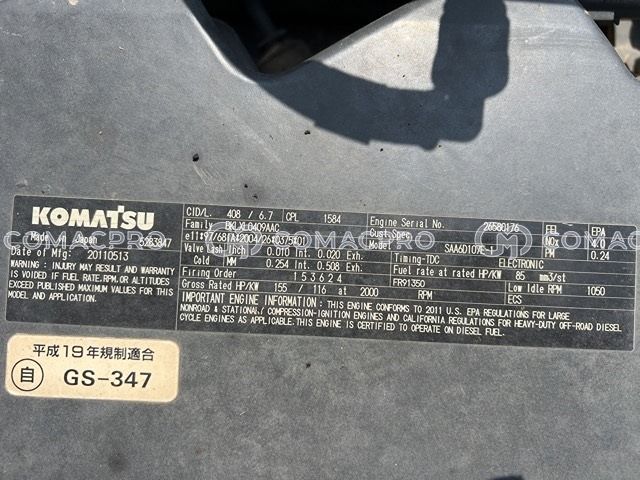 KOMATSU
Made in Japan 6283847
Date of Mfg: 20110513
WARNING : INJURY MAY RESULT AND
WARRANTY IS VOIDED
IF FUEL RATE.RPM.OR ALTITUDES
EXCEED PUBLISHED MAXIMUM VALUES FOR THIS
MODEL AND APPLICATION.
CID/L. 408 / 6.7 CPL 1584
Family BKLXL0409AAC
Valve Lash Inch 0.010 Int. 0.020 Exh.
Cold MM 0.254 Int. 0.508 Exh.
Firing Order 1 5 3 6 2 4
Gross Rated HP/KW 155 / 116 at 2000 RPM
Engine Serial No. 26580176
Cust.Spec
Model
Timing-TDC ELECTRONIC
Fuel rate at rated HP/KW 85 mm3/st
FR91350 Low Idle RPM 1050
ECS
FEL EPA
NOx 4.0
PM 0.24
IMPORTANT ENGINE INFORMATION : THIS ENGINE CONFORMS TO 2011 U.S. EPA REGULATIONS FOR LARGE
NONROAD & STATIONAL/ COMPRESSION-IGNITION ENGINES AND CALIFORNIA REGULATIONS FOR HEAVY-DUTY OFF-ROAD DIESEL
CYCLE ENGINES AS APPLICABLE.THIS ENGINE IS CERTIFIED TO OPERATE ON DIESEL FUEL.
平成19年規制適合
自 GS-347
COMACPRO
COMACPRO